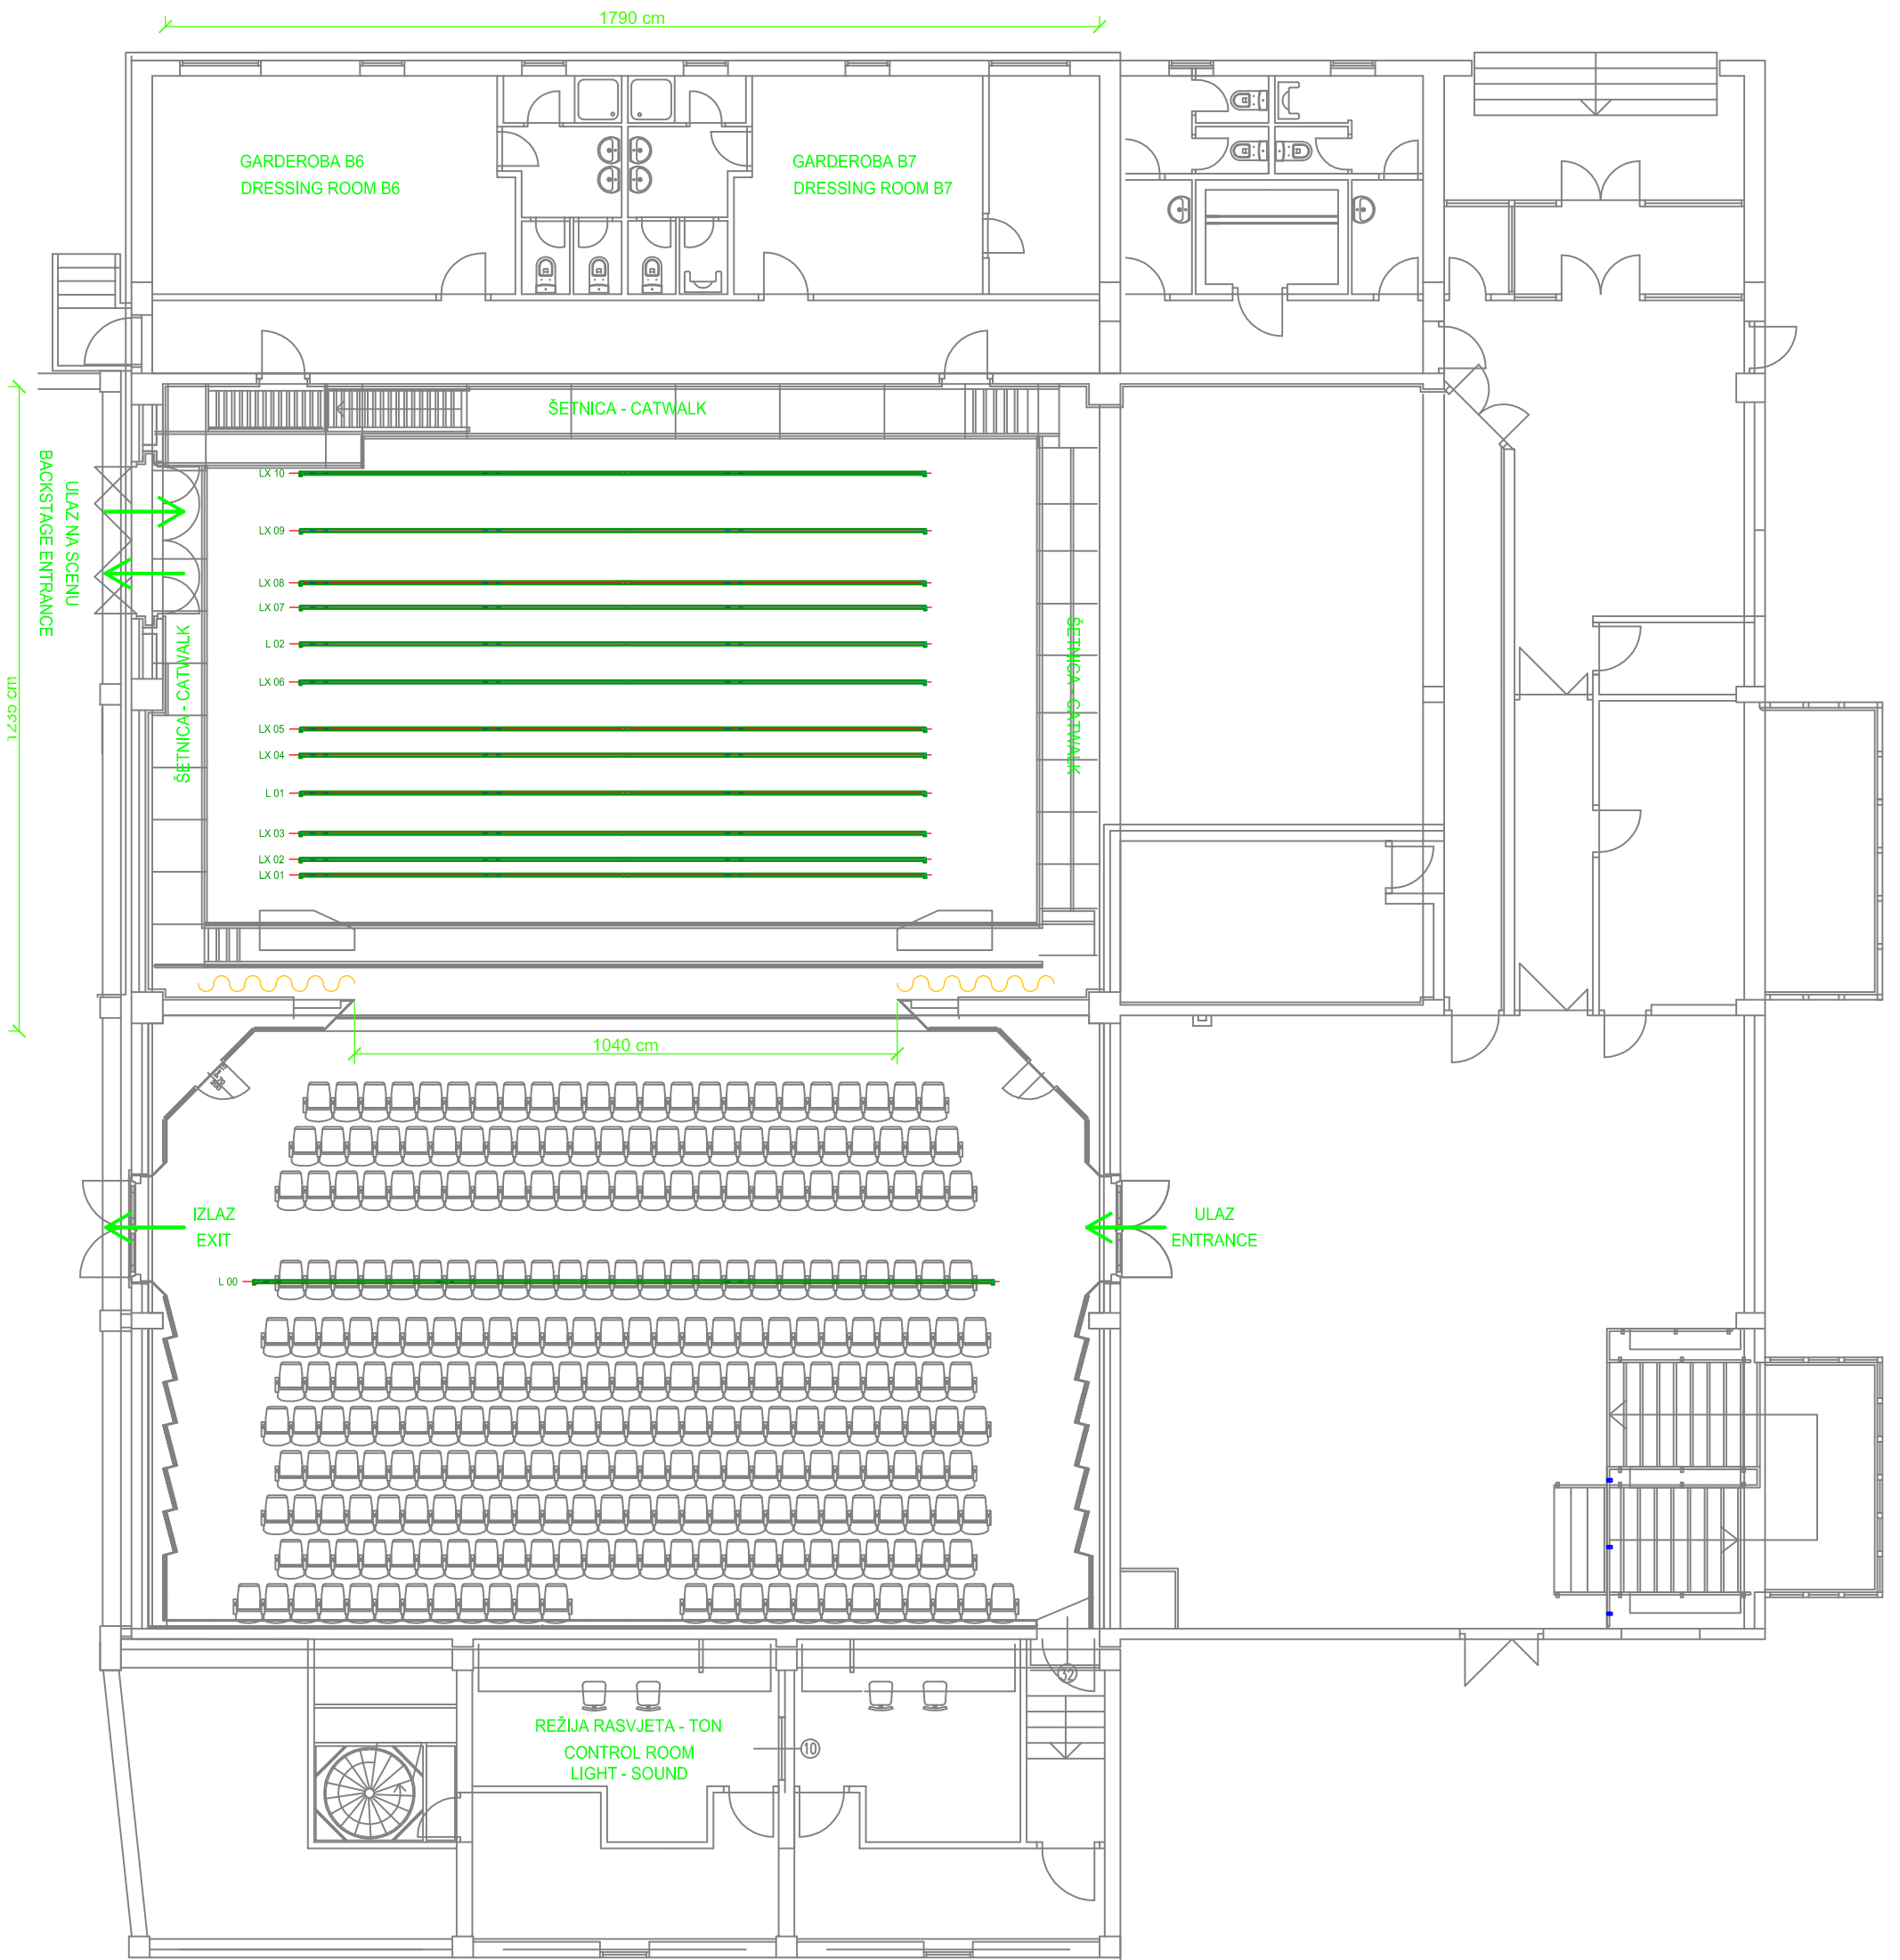 1790 cm
GARDEROBA B6
DRESSING ROOM B6
GARDEROBA B7
DRESSING ROOM B7
ŠETNICA - CATWALK
ULAZ NA SCENU
BACKSTAGE ENTRANCE
ŠETNICA - CATWALK
ŠETNICA - CATWALK
1235 cm
LX 10
LX 09
LX 08
LX 07
L 02
LX 06
LX 05
LX 04
L 01
LX 03
LX 02
LX 01
1040 cm
IZLAZ
EXIT
ULAZ
ENTRANCE
L 00
32
REŽIJA RASVJETA - TON
CONTROL ROOM
LIGHT - SOUND
10